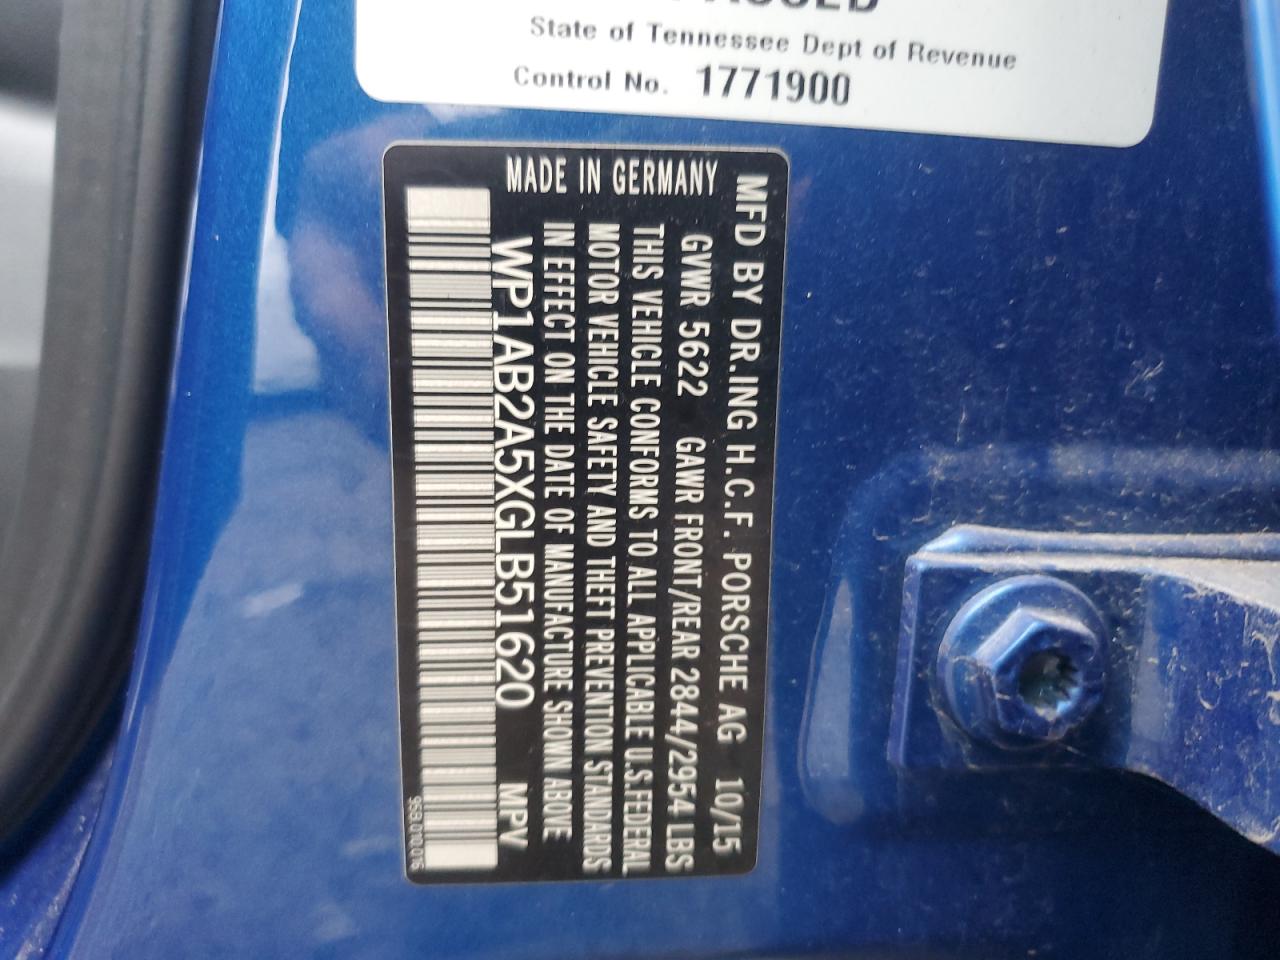 State of Tennessee Dept of Revenue
Control No. 1771900
MFD BY DR.ING H.C.F. PORSCHE AG 10/15
GVWR 5622 GAWR FRONT/REAR 2844/2954 LBS
THIS VEHICLE CONFORMS TO ALL APPLICABLE U.S.FEDERAL
MOTOR VEHICLE SAFETY AND THEFT PREVENTION STANDARDS
IN EFFECT ON THE DATE OF MANUFACTURE SHOWN ABOVE
WP1AB2A5XGLB51620 MPV
MADE IN GERMANY